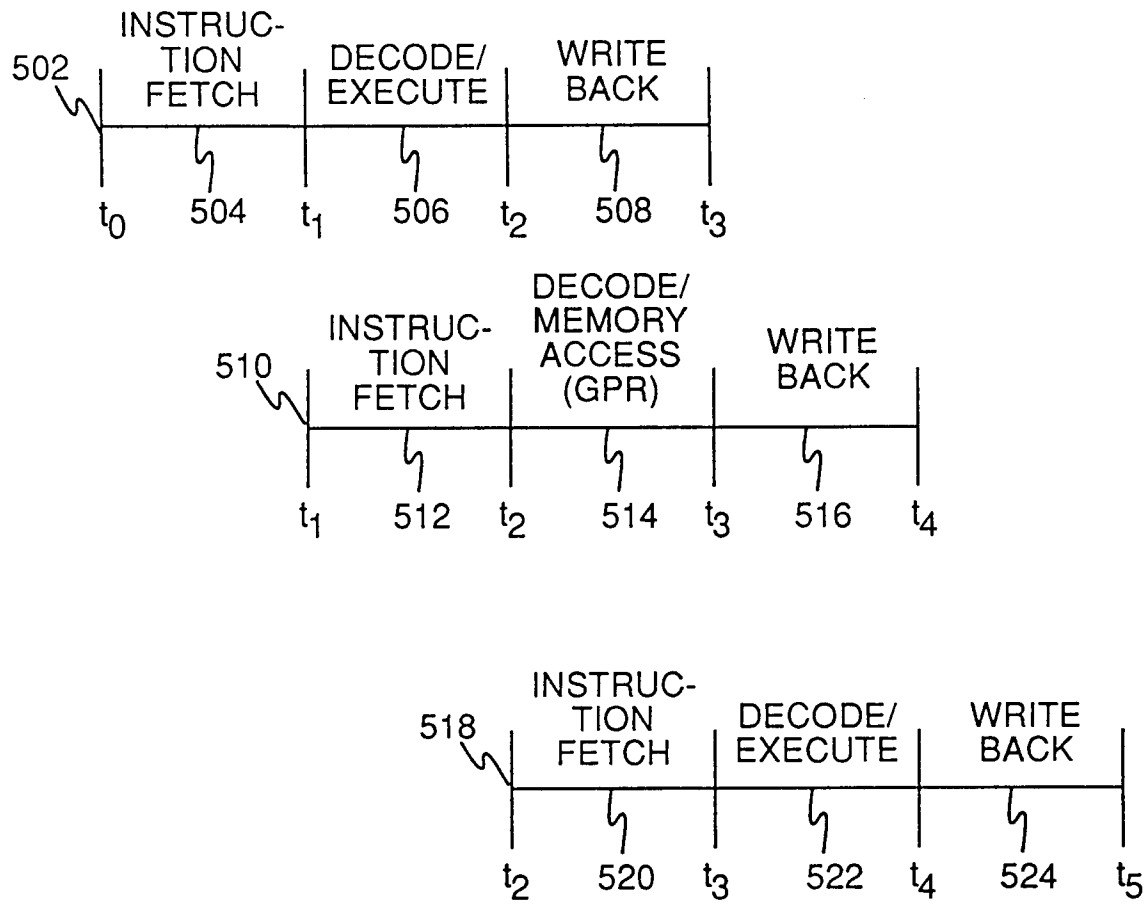 INSTRUC-
TION
FETCH
DECODE/
EXECUTE
WRITE
BACK
502
t0 504 t1 506 t2 508 t3
INSTRUC-
TION
FETCH
DECODE/
MEMORY
ACCESS
(GPR)
WRITE
BACK
510
t1 512 t2 514 t3 516 t4
INSTRUC-
TION
FETCH
DECODE/
EXECUTE
WRITE
BACK
518
t2 520 t3 522 t4 524 t5